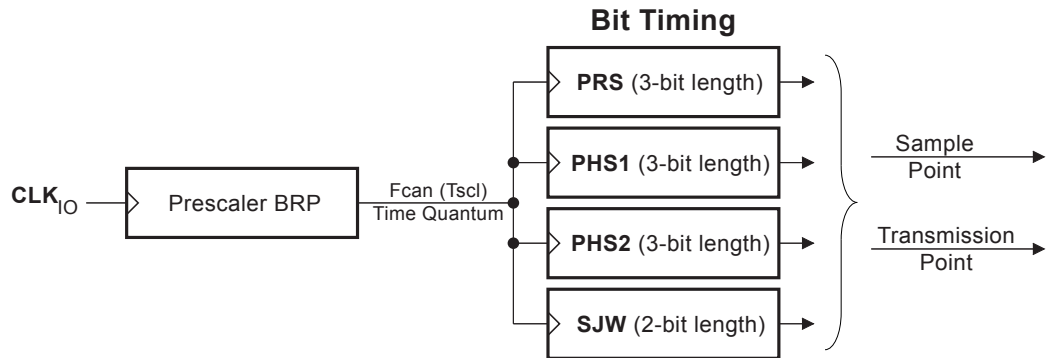 Bit Timing
PRS (3-bit length)
PHS1 (3-bit length)
Sample
Point
CLKIO
Prescaler BRP
Fcan (Tscl)
Time Quantum
PHS2 (3-bit length)
Transmission
Point
SJW (2-bit length)